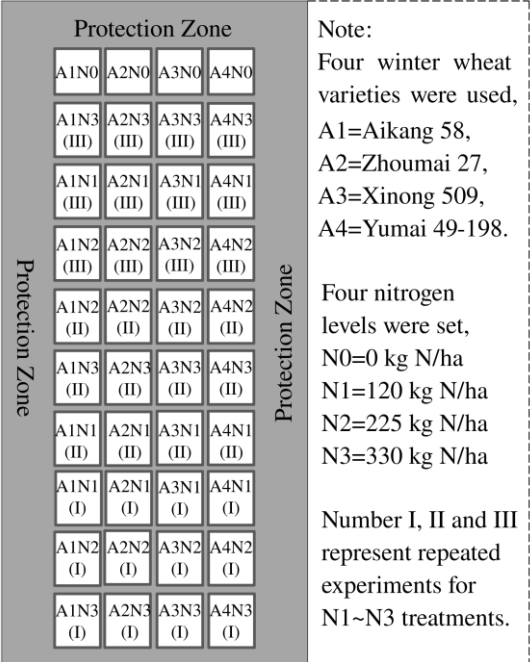 Protection Zone
A1N0 A2N0 A3N0 A4N0
A1N3 A2N3 A3N3 A4N3
(III) (III) (III) (III)
A1N1 A2N1 A3N1 A4N1
(III) (III) (III) (III)
A1N2 A2N2 A3N2 A4N2
(III) (III) (III) (III)
A1N2 A2N2 A3N2 A4N2
(II) (II) (II) (II)
A1N3 A2N3 A3N3 A4N3
(II) (II) (II) (II)
A1N1 A2N1 A3N1 A4N1
(II) (II) (II) (II)
A1N1 A2N1 A3N1 A4N1
(I) (I) (I) (I)
A1N2 A2N2 A3N2 A4N2
(I) (I) (I) (I)
A1N3 A2N3 A3N3 A4N3
(I) (I) (I) (I)
Protection Zone
Protection Zone
Note:
Four winter wheat
varieties were used,
A1=Aikang 58,
A2=Zhoumai 27,
A3=Xinong 509,
A4=Yumai 49-198.
Four nitrogen
levels were set,
N0=0 kg N/ha
N1=120 kg N/ha
N2=225 kg N/ha
N3=330 kg N/ha
Number I, II and III
represent repeated
experiments for
N1~N3 treatments.